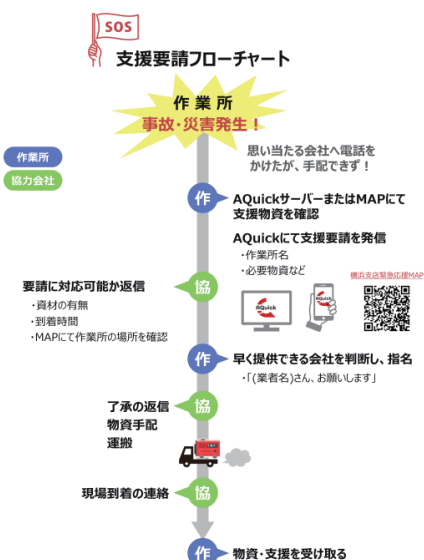 SOS
支援要請フローチャート
作業所
事故・災害発生！
作業所
協力会社
思い当たる会社へ電話を
かけたが、手配できず！
作
AQuickサーバーまたはMAPにて
支援物資を確認
AQuickにて支援要請を発信
・作業所名
・必要物資など
横浜支店緊急応援MAP
AQuick
AQuick
要請に対応可能か返信
協
・資材の有無
・到着時間
・MAPにて作業所の場所を確認
作
早く提供できる会社を判断し、指名
・「(業者名)さん、お願いします」
了承の返信
協
物資手配
運搬
現場到着の連絡
協
作
物資・支援を受け取る